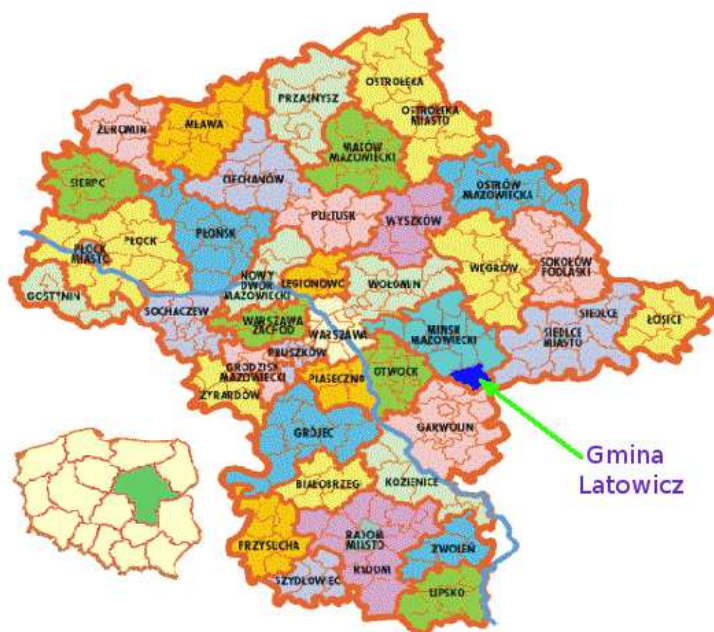 OSTROŁĘKA
PRZASNYSZ
OSTROŁĘKA
MIASTO
ŻUROMIN
MŁAWA
MAKÓW
MAZOWIECKI
SIERPC
CIECHANÓW
OSTRÓW
MAZOWIECKA
PUŁTUSK
WYSZKÓW
PŁOŃSK
PŁOCK
PŁOCK
MIASTO
WĘGRÓW
SOKOŁÓW
PODLASKI
NOWY
DWÓR
MAZOWIECKI
LEGIONOWO
WOŁOMIN
GOSTYNIN
SOCHACZEW
WARSZAWA
ZACHÓD
WARSZAWA
MIŃSK
MAZOWIECKI
SIEDLCE
SIEDLCE
MIASTO
ŁOSICE
PRUSZKÓW
GRODZISK
MAZOWIECKI
PIASECZNO
OTWOCK
ŻYRARDÓW
GRÓJEC
GARWOLIN
Gmina
Latowicz
BIAŁOBRZEG
KOZIENICE
PRZYSUCHA
RADOM
MIASTO
RADOM
ZWOLEŃ
SZYDŁOWIEC
LIPSKO